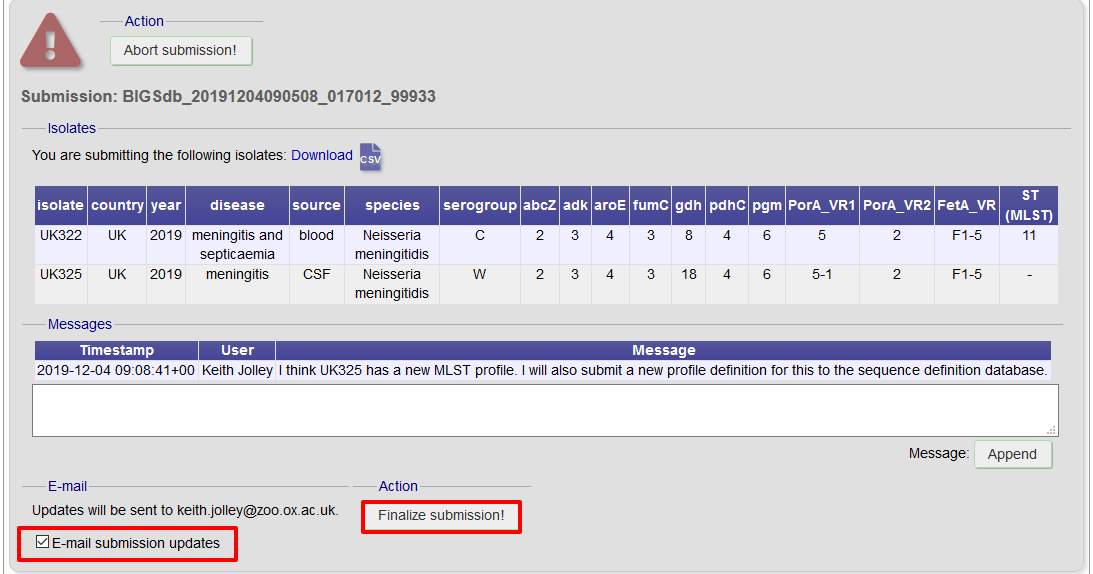 Action
!
Abort submission!
Submission: BIGSdb_20191204090508_017012_99933
Isolates
You are submitting the following isolates: Download CSV
isolate country year disease source species serogroup abcZ adk aroE fumC gdh pdhC pgm PorA_VR1 PorA_VR2 FetA_VR ST (MLST)
UK322 UK 2019 meningitis and septicaemia blood Neisseria meningitidis C 2 3 4 3 8 4 6 5 2 F1-5 11
UK325 UK 2019 meningitis CSF Neisseria meningitidis W 2 3 4 3 18 4 6 5-1 2 F1-5 -
Messages
Timestamp User Message
2019-12-04 09:08:41+00 Keith Jolley I think UK325 has a new MLST profile. I will also submit a new profile definition for this to the sequence definition database.
Message: Append
E-mail Action
Updates will be sent to keith.jolley@zoo.ox.ac.uk. Finalize submission!
E-mail submission updates